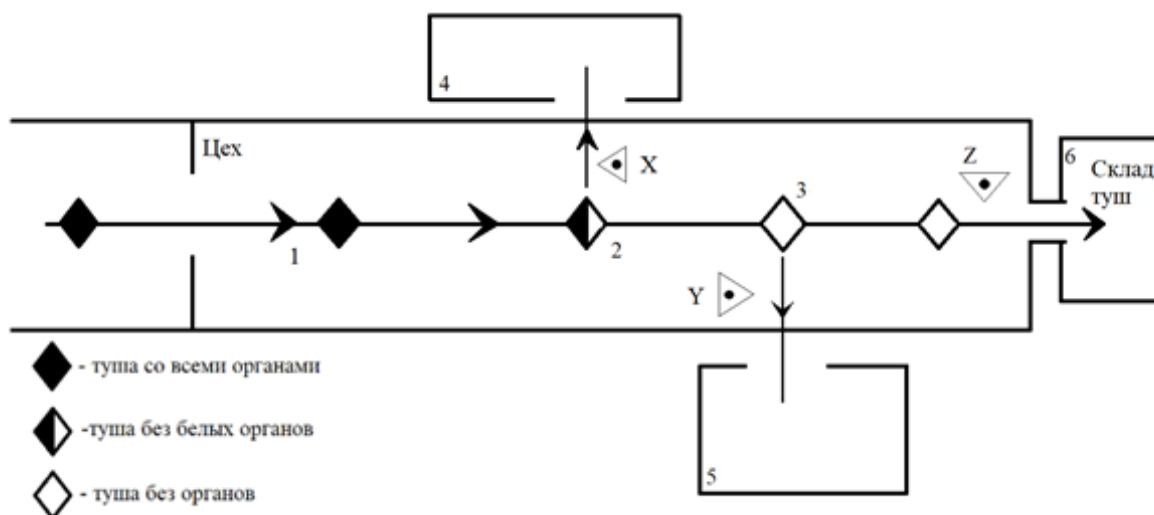 4
Цех
X
Z
6
Склад
туш
3
1
2
Y
- туша со всеми органами
-туша без белых органов
- туша без органов
5